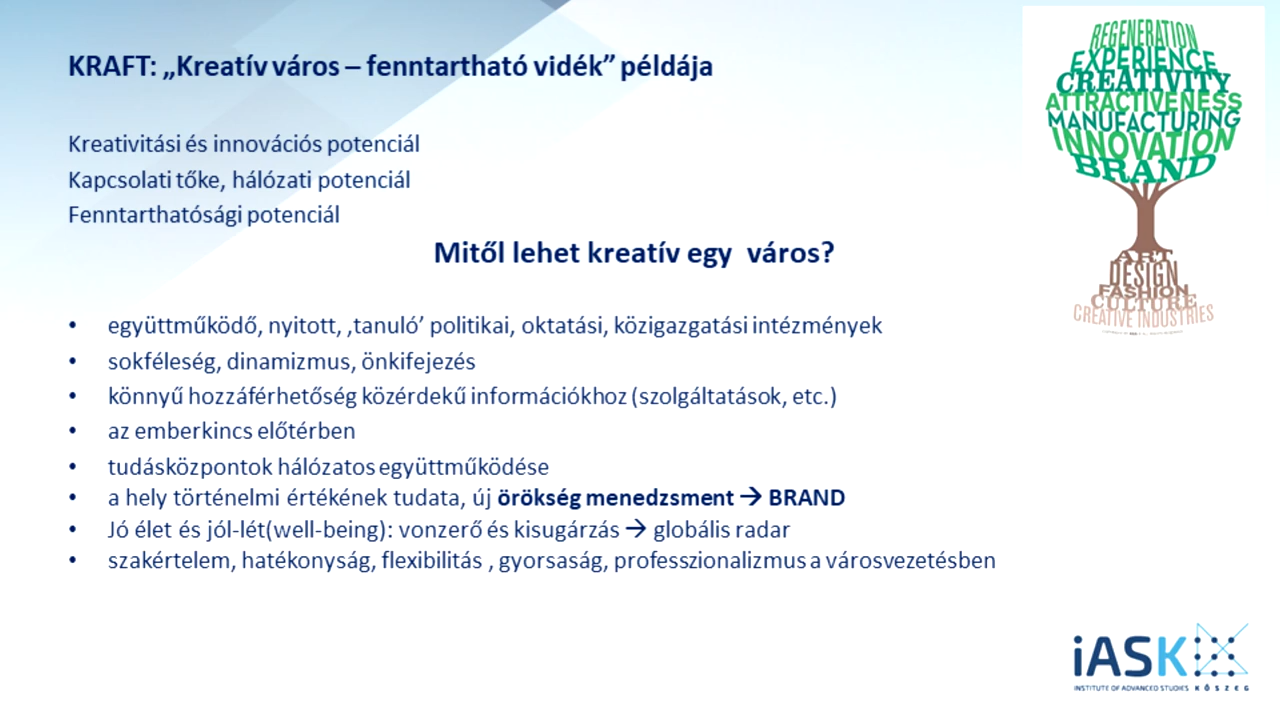 KRAFT: „Kreatív város – fenntartható vidék” példája
Kreativitási és innovációs potenciál
Kapcsolati tőke, hálózati potenciál
Fenntarthatósági potenciál
Mitől lehet kreatív egy város?
• együttműködő, nyitott, ‚tanuló’ politikai, oktatási, közigazgatási intézmények
• sokféleség, dinamizmus, önkifejezés
• könnyű hozzáférhetőség közérdekű információkhoz (szolgáltatások, etc.)
• az emberkincs előtérben
• tudásközpontok hálózatos együttműködése
• a hely történelmi értékének tudata, új örökség menedzsment → BRAND
• Jó élet és jól-lét(well-being): vonzerő és kisugárzás → globális radar
• szakértelem, hatékonyság, flexibilitás , gyorsaság, professzionalizmus a városvezetésben
REGENERATION
EXPERIENCE
CREATIVITY
ATTRACTIVENESS
MANUFACTURING
INNOVATION
BRAND
ART
DESIGN
FASHION
CULTURE
CREATIVE INDUSTRIES
iASK
INSTITUTE OF ADVANCED STUDIES KŐSZEG